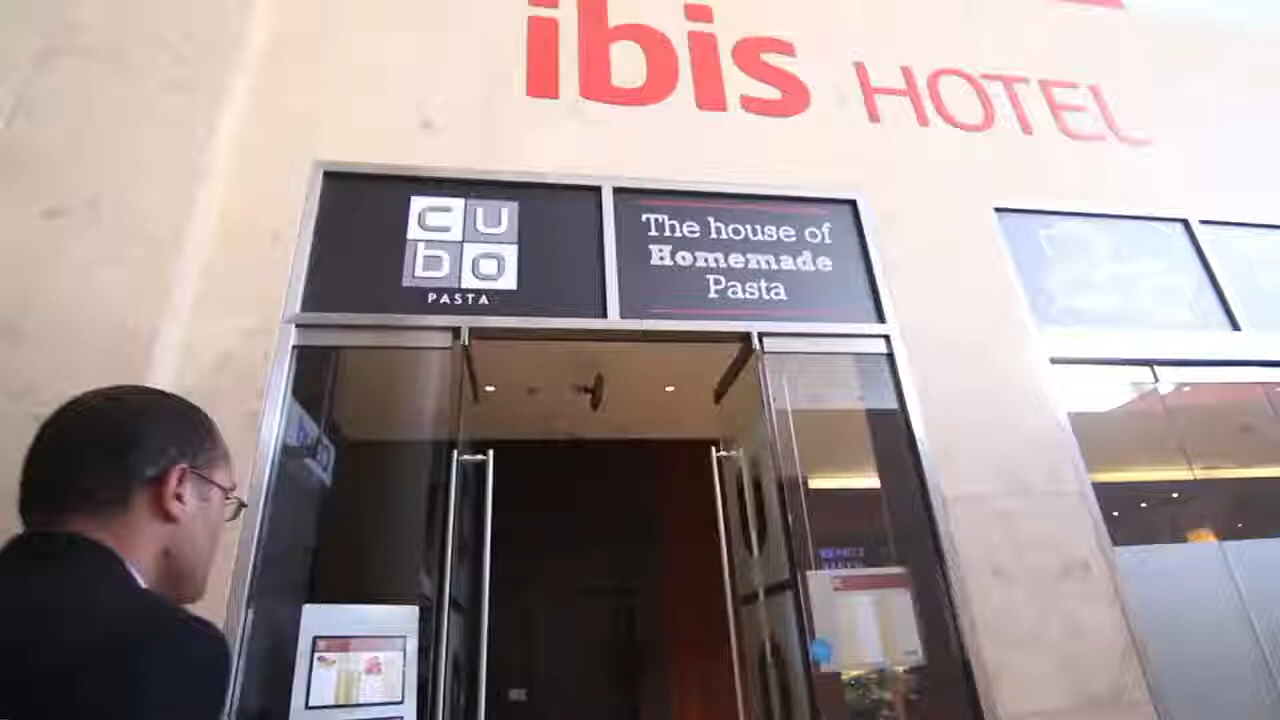 ibis HOTEL
CU
bo
PASTA
The house of
Homemade
Pasta